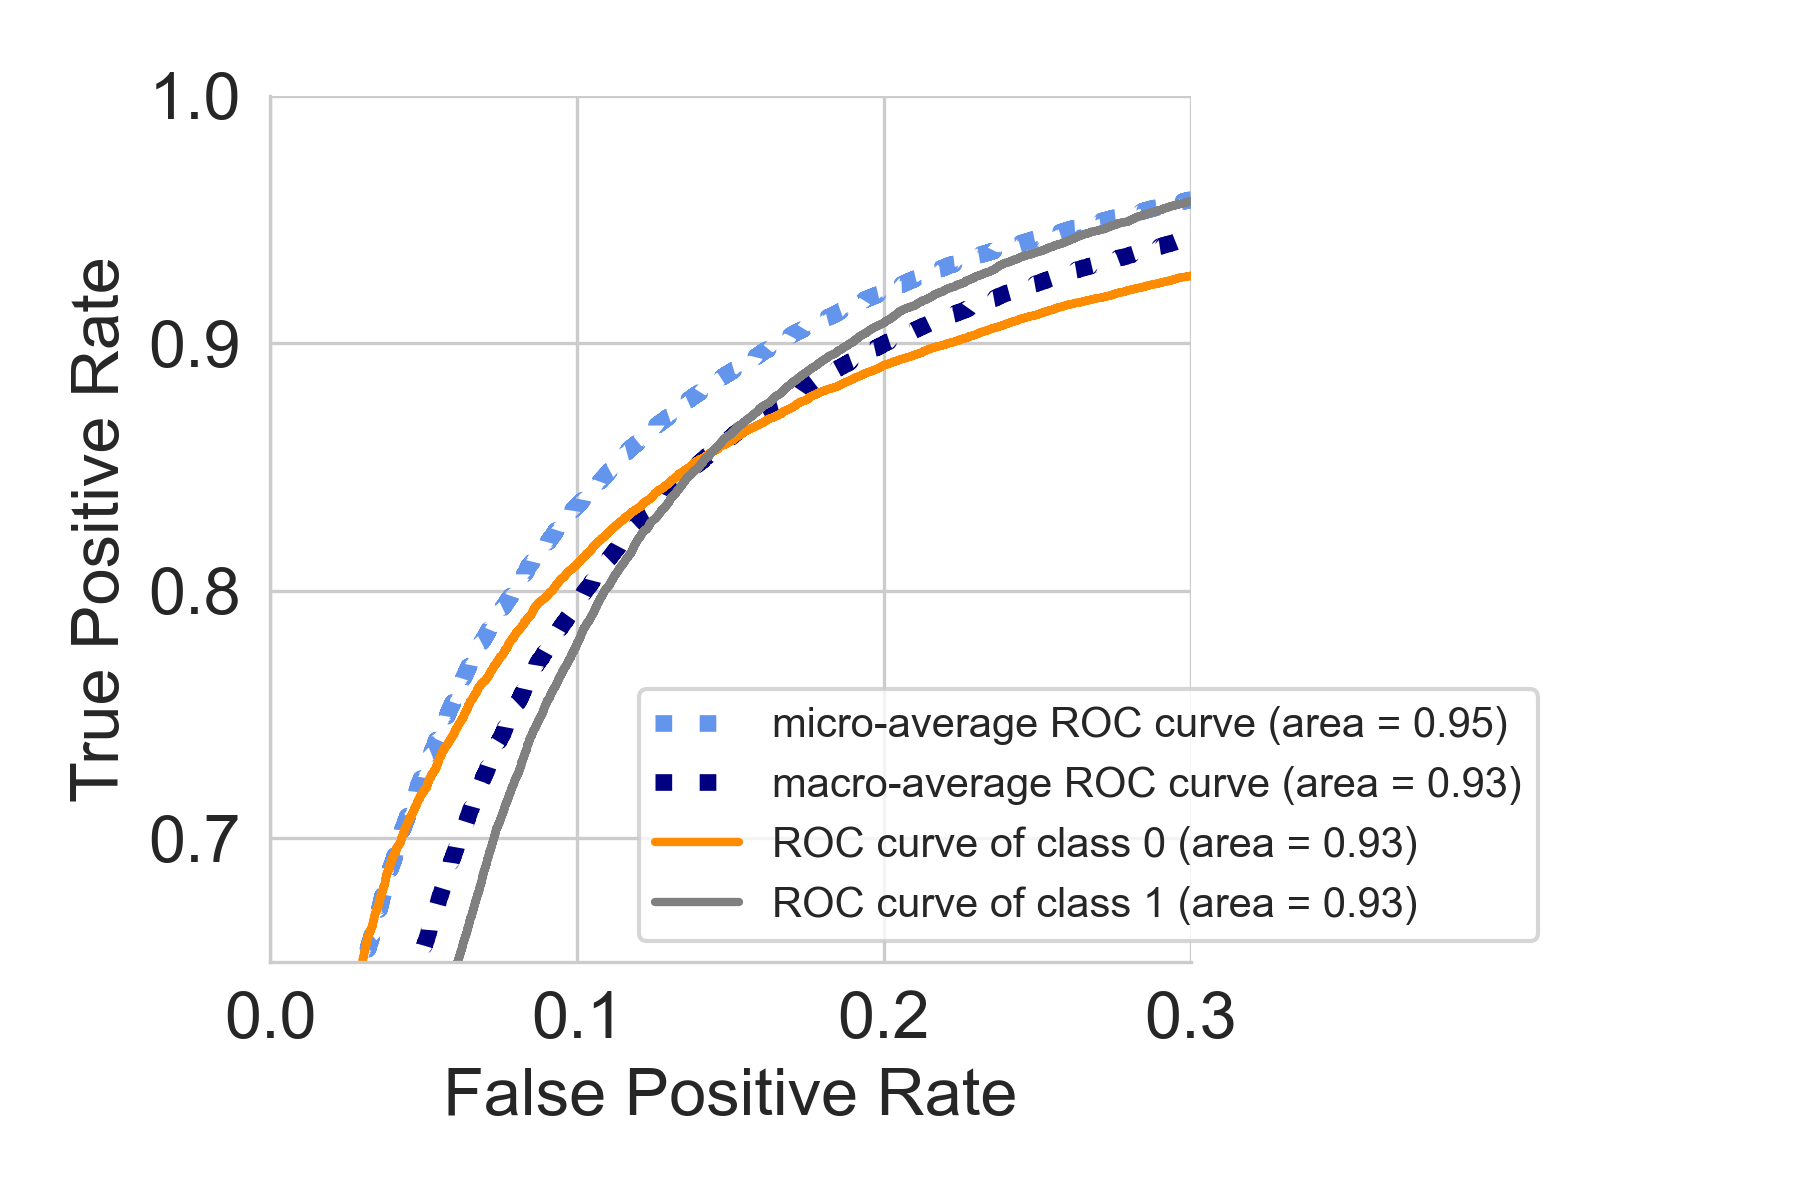 True Positive Rate
1.0
0.9
0.8
0.7
micro-average ROC curve (area = 0.95)
macro-average ROC curve (area = 0.93)
ROC curve of class 0 (area = 0.93)
ROC curve of class 1 (area = 0.93)
0.0 0.1 0.2 0.3
False Positive Rate